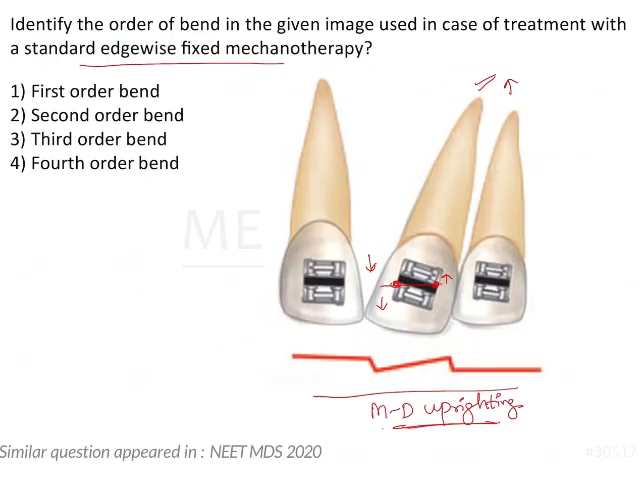 Identify the order of bend in the given image used in case of treatment with
a standard edgewise fixed mechanotherapy?
1) First order bend
2) Second order bend
3) Third order bend
4) Fourth order bend
ME
M-D uprighting
Similar question appeared in : NEET MDS 2020
#30517